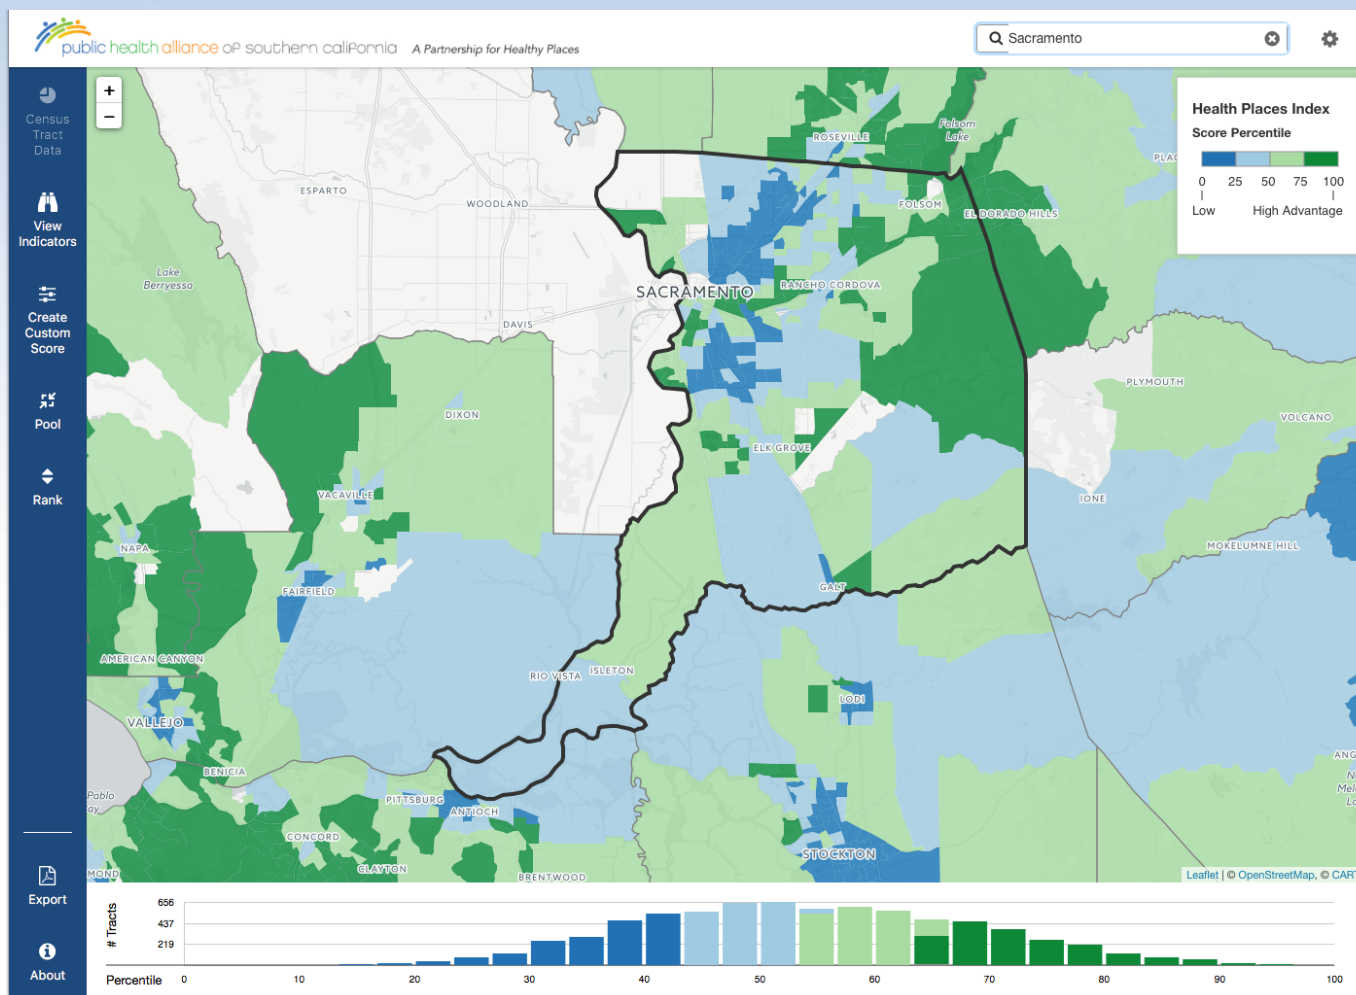 public health alliance of southern california A Partnership for Healthy Places
Sacramento
Census
Tract
Data
View
Indicators
Create
Custom
Score
Pool
Rank
Export
About
+
−
Health Places Index
Score Percentile
0 25 50 75 100
Low High Advantage
ROSEVILLE
Folsom
Lake
ESPARTO
WOODLAND
FOLSOM
EL DORADO HILLS
Lake
Berryessa
SACRAMENTO
RANCHO CORDOVA
DAVIS
PLYMOUTH
DIXON
VOLCANO
ELK GROVE
VACAVILLE
IONE
NAPA
MOKELUMNE HILL
FAIRFIELD
GALT
AMERICAN CANYON
RIO VISTA
ISLETON
LODI
VALLEJO
BENICIA
Pablo
PITTSBURG
ANTIOCH
CONCORD
STOCKTON
CLAYTON
MOND
BRENTWOOD
Leaflet | © OpenStreetMap, © CART
# Tracts
656
437
219
Percentile 0 10 20 30 40 50 60 70 80 90 100